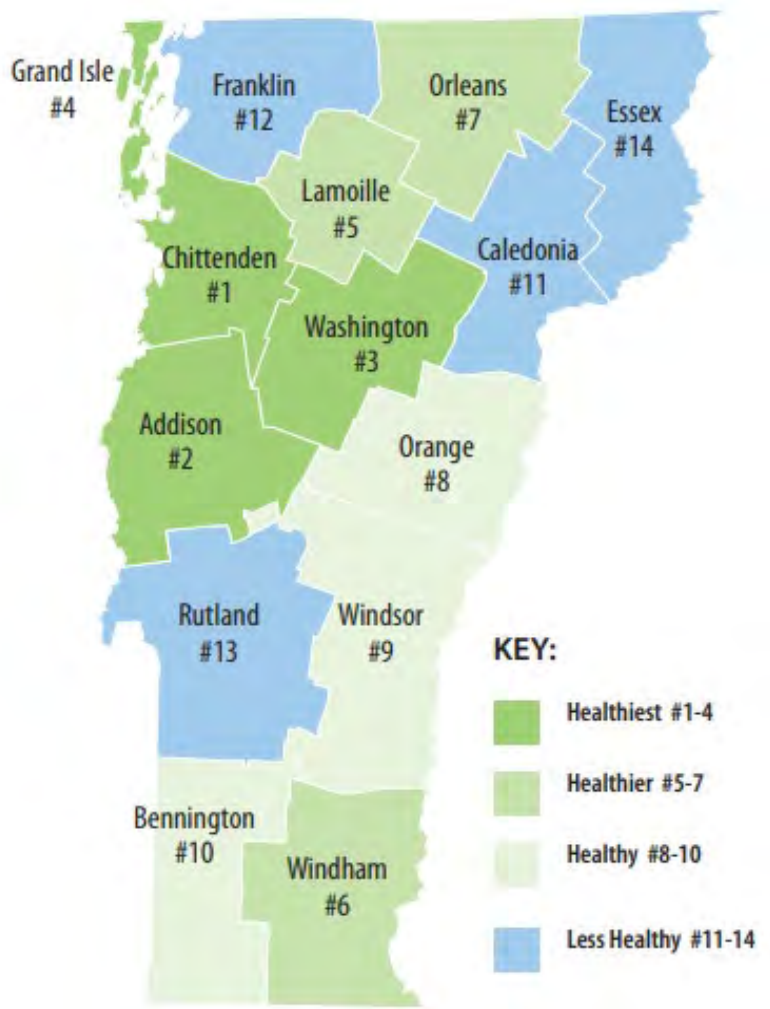 Grand Isle
#4
Franklin
#12
Orleans
#7
Essex
#14
Lamoille
#5
Chittenden
#1
Caledonia
#11
Washington
#3
Addison
#2
Orange
#8
Rutland
#13
Windsor
#9
Bennington
#10
Windham
#6
KEY:
Healthiest #1-4
Healthier #5-7
Healthy #8-10
Less Healthy #11-14